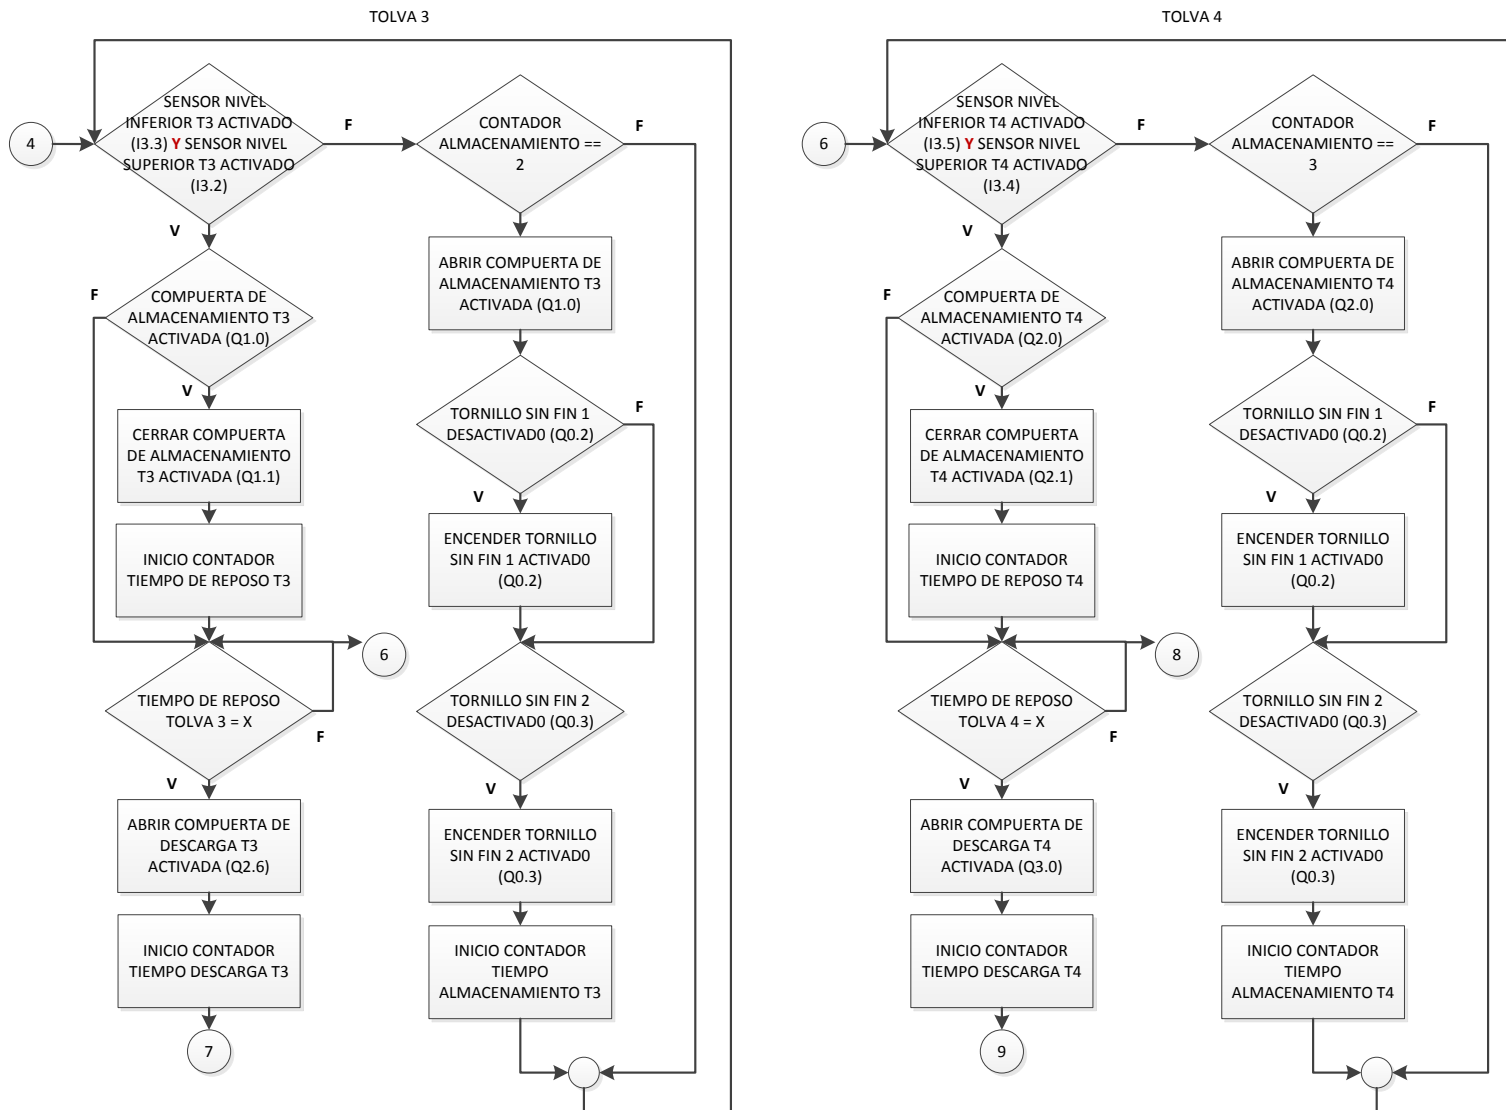 TOLVA 3
4
SENSOR NIVEL
INFERIOR T3 ACTIVADO
(I3.3) Y SENSOR NIVEL
SUPERIOR T3 ACTIVADO
(I3.2)
F
CONTADOR
ALMACENAMIENTO ==
2
F
V
COMPUERTA DE
ALMACENAMIENTO T3
ACTIVADA (Q1.0)
F
V
CERRAR COMPUERTA
DE ALMACENAMIENTO
T3 ACTIVADA (Q1.1)
INICIO CONTADOR
TIEMPO DE REPOSO T3
6
TIEMPO DE REPOSO
TOLVA 3 = X
F
V
ABRIR COMPUERTA DE
DESCARGA T3
ACTIVADA (Q2.6)
INICIO CONTADOR
TIEMPO DESCARGA T3
7
ABRIR COMPUERTA DE
ALMACENAMIENTO T3
ACTIVADA (Q1.0)
TORNILLO SIN FIN 1
DESACTIVAD0 (Q0.2)
F
V
ENCENDER TORNILLO
SIN FIN 1 ACTIVAD0
(Q0.2)
TORNILLO SIN FIN 2
DESACTIVAD0 (Q0.3)
V
ENCENDER TORNILLO
SIN FIN 2 ACTIVAD0
(Q0.3)
INICIO CONTADOR
TIEMPO
ALMACENAMIENTO T3
TOLVA 4
6
SENSOR NIVEL
INFERIOR T4 ACTIVADO
(I3.5) Y SENSOR NIVEL
SUPERIOR T4 ACTIVADO
(I3.4)
F
CONTADOR
ALMACENAMIENTO ==
3
F
V
COMPUERTA DE
ALMACENAMIENTO T4
ACTIVADA (Q2.0)
F
V
CERRAR COMPUERTA
DE ALMACENAMIENTO
T4 ACTIVADA (Q2.1)
INICIO CONTADOR
TIEMPO DE REPOSO T4
8
TIEMPO DE REPOSO
TOLVA 4 = X
F
V
ABRIR COMPUERTA DE
DESCARGA T4
ACTIVADA (Q3.0)
INICIO CONTADOR
TIEMPO DESCARGA T4
9
ABRIR COMPUERTA DE
ALMACENAMIENTO T4
ACTIVADA (Q2.0)
TORNILLO SIN FIN 1
DESACTIVAD0 (Q0.2)
F
V
ENCENDER TORNILLO
SIN FIN 1 ACTIVAD0
(Q0.2)
TORNILLO SIN FIN 2
DESACTIVAD0 (Q0.3)
V
ENCENDER TORNILLO
SIN FIN 2 ACTIVAD0
(Q0.3)
INICIO CONTADOR
TIEMPO
ALMACENAMIENTO T4